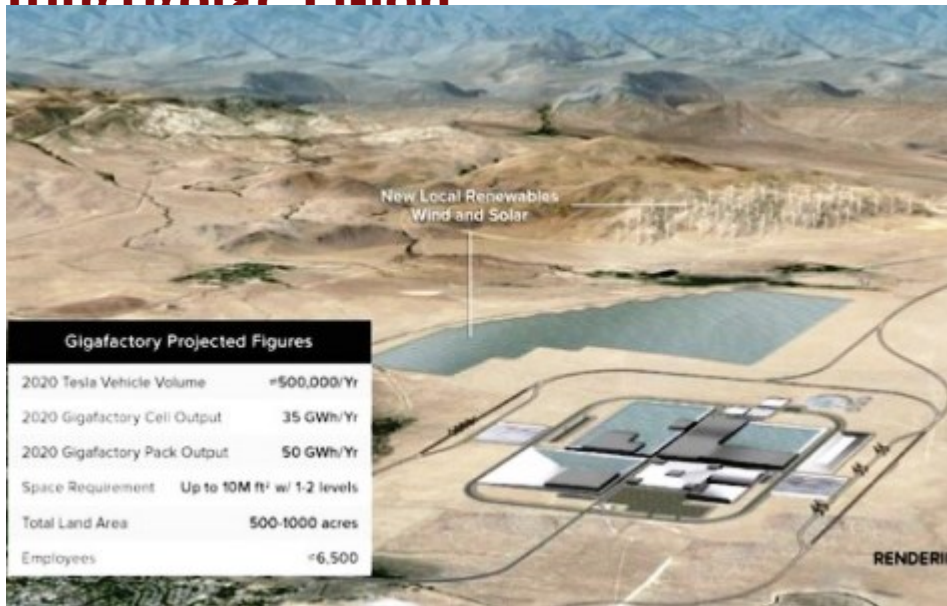 New Local Renewables
Wind and Solar
Gigafactory Projected Figures
2020 Tesla Vehicle Volume ≈500,000/Yr
2020 Gigafactory Cell Output 35 GWh/Yr
2020 Gigafactory Pack Output 50 GWh/Yr
Space Requirement Up to 10M ft² w/ 1-2 levels
Total Land Area 500-1000 acres
Employees ≈6,500